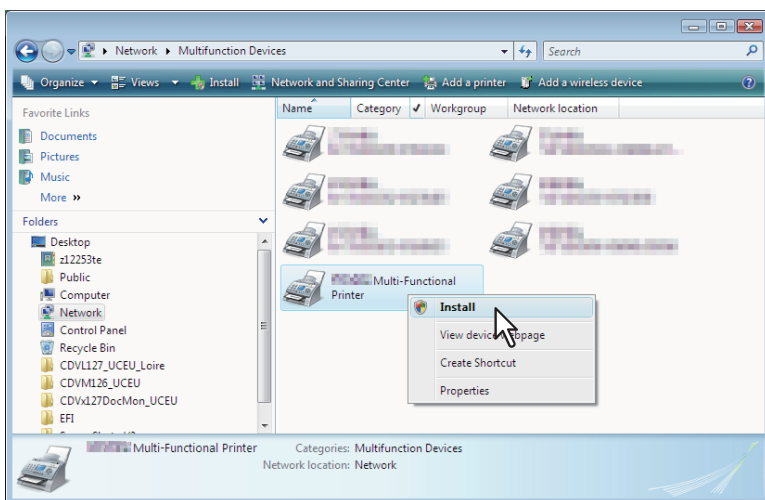 Network ▸ Multifunction Devices
Search
Organize Views Install Network and Sharing Center Add a printer Add a wireless device ?
Favorite Links
Documents
Pictures
Music
More »
Folders
Desktop
z12253te
Public
Computer
Network
Control Panel
Recycle Bin
CDVL127_UCEU_Loire
CDVM126_UCEU
CDVx127DocMon_UCEU
EFI
Name Category Workgroup Network location
Multi-Functional
Printer
Install
View device webpage
Create Shortcut
Properties
Multi-Functional Printer Categories: Multifunction Devices
Network location: Network